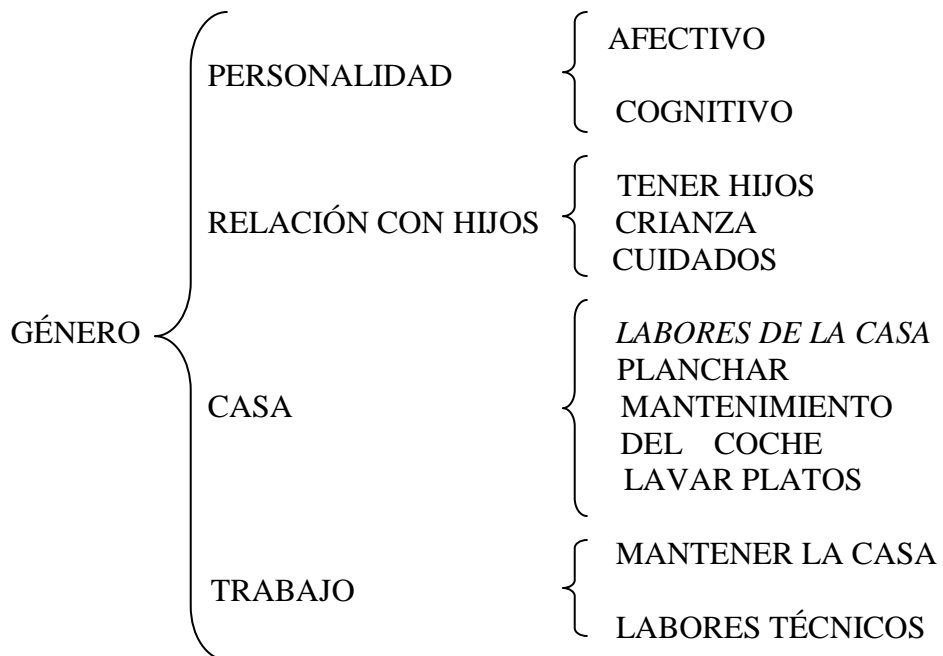 GÉNERO
PERSONALIDAD
AFECTIVO
COGNITIVO
RELACIÓN CON HIJOS
TENER HIJOS
CRIANZA
CUIDADOS
CASA
LABORES DE LA CASA
PLANCHAR
MANTENIMIENTO
DEL COCHE
LAVAR PLATOS
TRABAJO
MANTENER LA CASA
LABORES TÉCNICOS